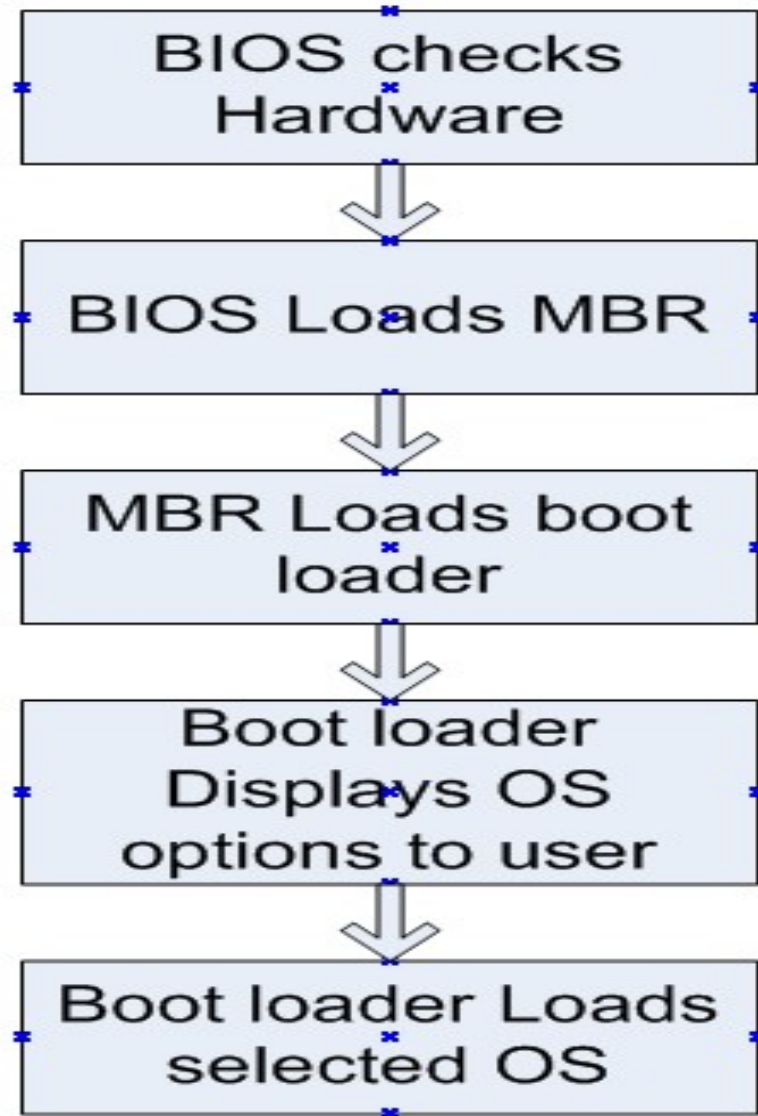 BIOS checks
Hardware
BIOS Loads MBR
MBR Loads boot
loader
Boot loader
Displays OS
options to user
Boot loader Loads
selected OS